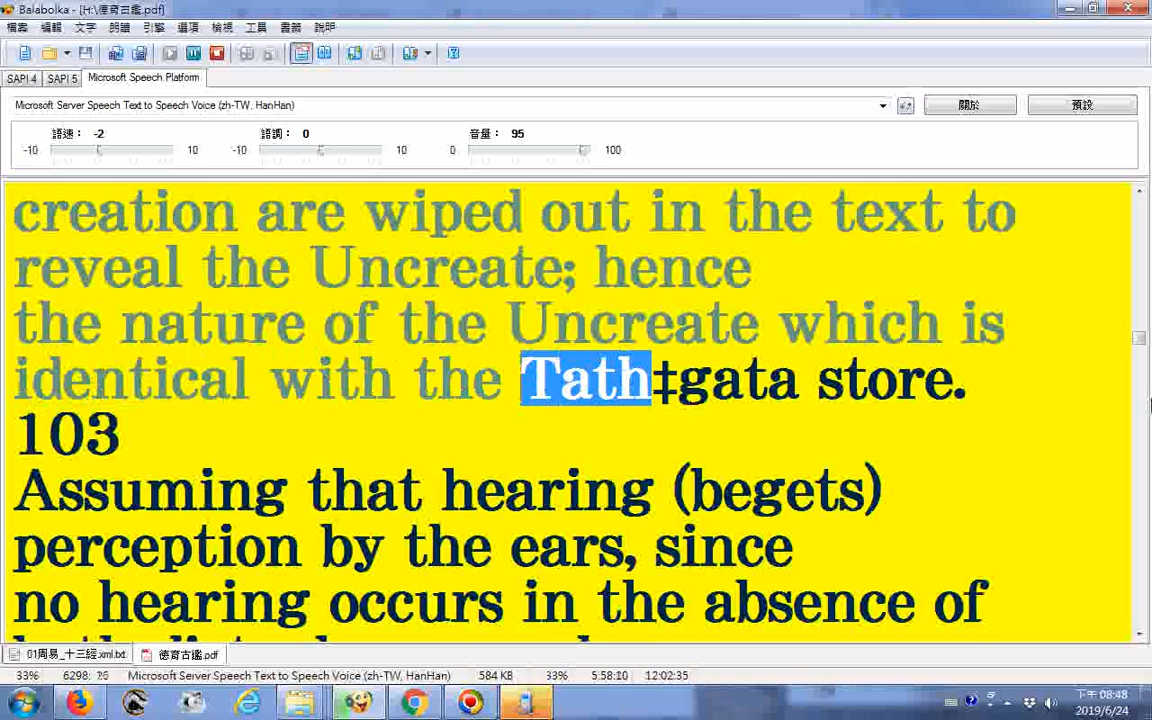 Balabolka - [H:\德育古鑑.pdf]
檔案 編輯 文字 朗讀 引擎 選項 檢視 工具 書籤 說明
SAPI 4 SAPI 5 Microsoft Speech Platform
Microsoft Server Speech Text to Speech Voice (zh-TW, HanHan) 關於 預設
語速： -2 語調： 0 音量： 95
-10 10 -10 10 0 100
creation are wiped out in the text to
reveal the Uncreate; hence
the nature of the Uncreate which is
identical with the Tath‡gata store.
103
Assuming that hearing (begets)
perception by the ears, since
no hearing occurs in the absence of
01周易_十三經.xml.txt 德育古鑑.pdf
33% 6298: 26 Microsoft Server Speech Text to Speech Voice (zh-TW, HanHan) 584 KB 33% 5:58:10 12:02:35
下午 08:48
2019/6/24